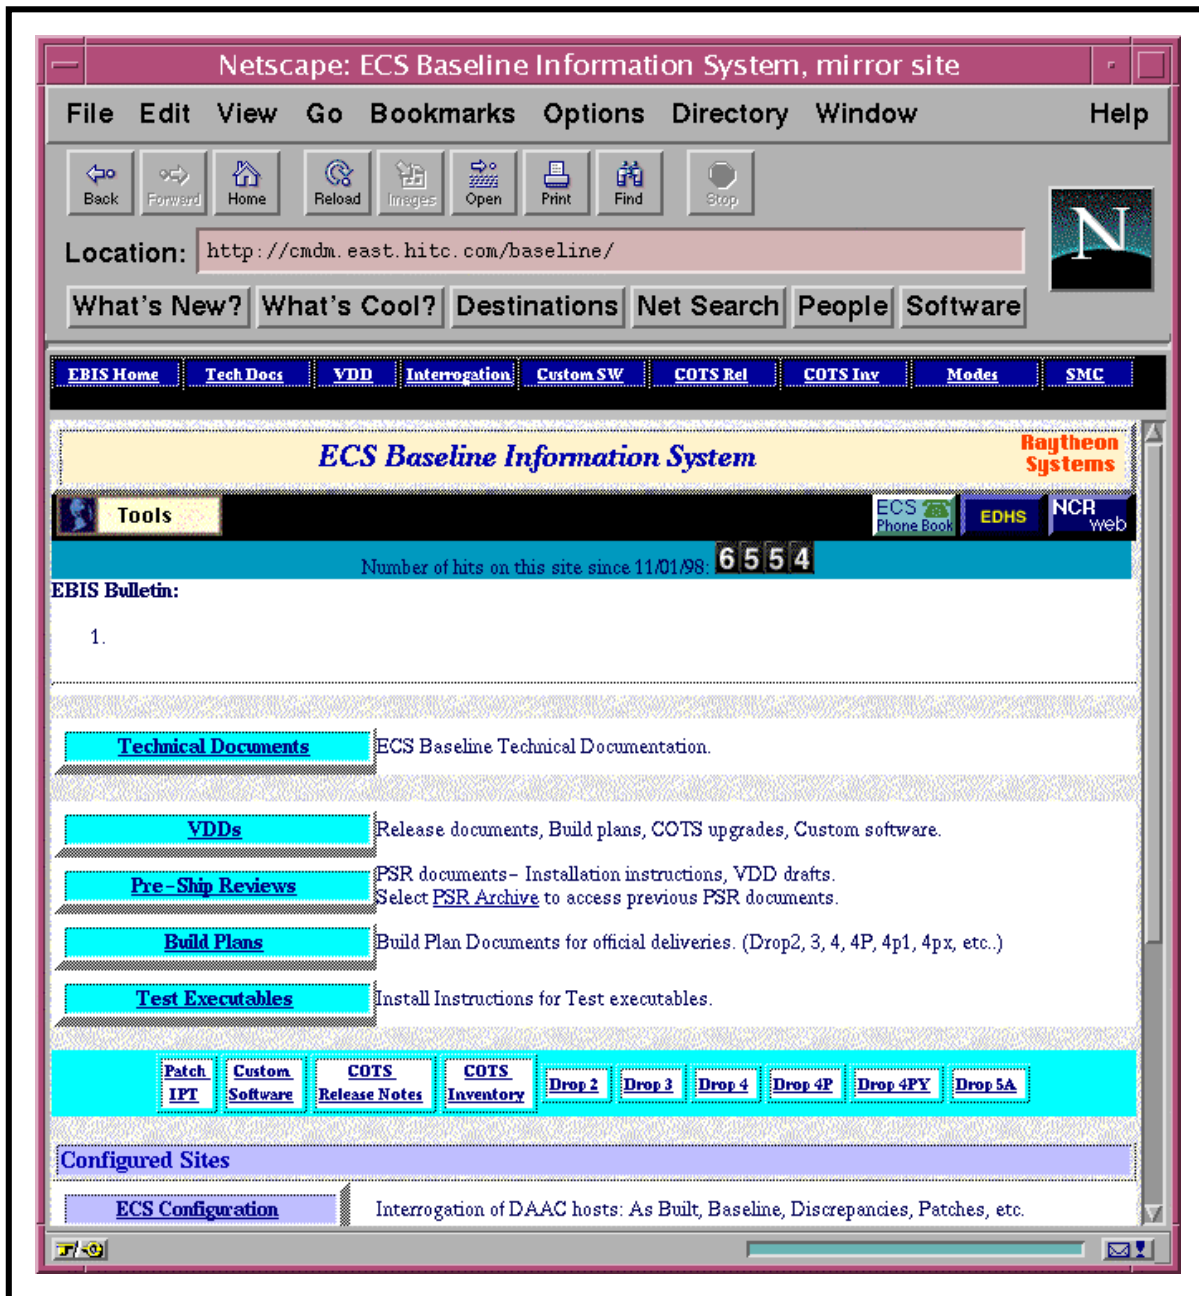 Netscape: ECS Baseline Information System, mirror site
File Edit View Go Bookmarks Options Directory Window Help
Back Forward Home Reload Images Open Print Find Stop
N
Location: http://cmdm.east.hitc.com/baseline/
What's New? What's Cool? Destinations Net Search People Software
EBIS Home Tech Docs VDD Interrogation Custom SW COTS Rel COTS Inv Modes SMC
ECS Baseline Information System
Raytheon
Systems
Tools
ECS
Phone Book
EDHS
NCR
web
Number of hits on this site since 11/01/98: 6554
EBIS Bulletin:
1.
Technical Documents ECS Baseline Technical Documentation.
VDDs Release documents, Build plans, COTS upgrades, Custom software.
Pre-Ship Reviews PSR documents- Installation instructions, VDD drafts.
Select PSR Archive to access previous PSR documents.
Build Plans Build Plan Documents for official deliveries. (Drop2, 3, 4, 4P, 4p1, 4px, etc..)
Test Executables Install Instructions for Test executables.
Patch
IPT
Custom
Software
COTS
Release Notes
COTS
Inventory
Drop 2 Drop 3 Drop 4 Drop 4P Drop 4PY Drop 5A
Configured Sites
ECS Configuration Interrogation of DAAC hosts: As Built, Baseline, Discrepancies, Patches, etc.